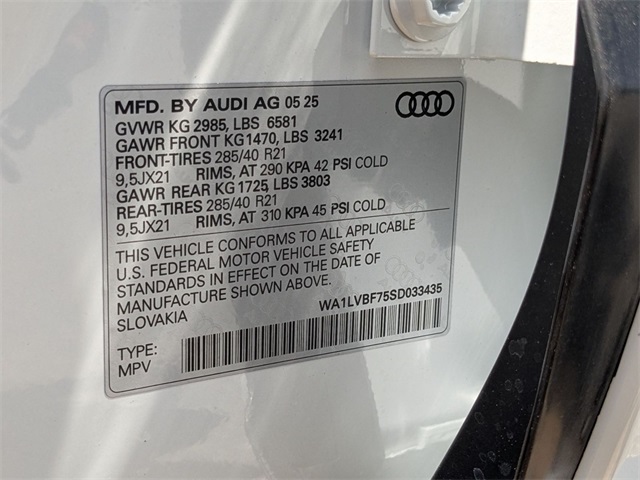 MFD. BY AUDI AG 05 25
GVWR KG 2985, LBS 6581
GAWR FRONT KG1470, LBS 3241
FRONT-TIRES 285/40 R21
9,5JX21 RIMS, AT 290 KPA 42 PSI COLD
GAWR REAR KG 1725, LBS 3803
REAR-TIRES 285/40 R21
9,5JX21 RIMS, AT 310 KPA 45 PSI COLD
THIS VEHICLE CONFORMS TO ALL APPLICABLE
U.S. FEDERAL MOTOR VEHICLE SAFETY
STANDARDS IN EFFECT ON THE DATE OF
MANUFACTURE SHOWN ABOVE.
SLOVAKIA
WA1LVBF75SD033435
TYPE:
MPV